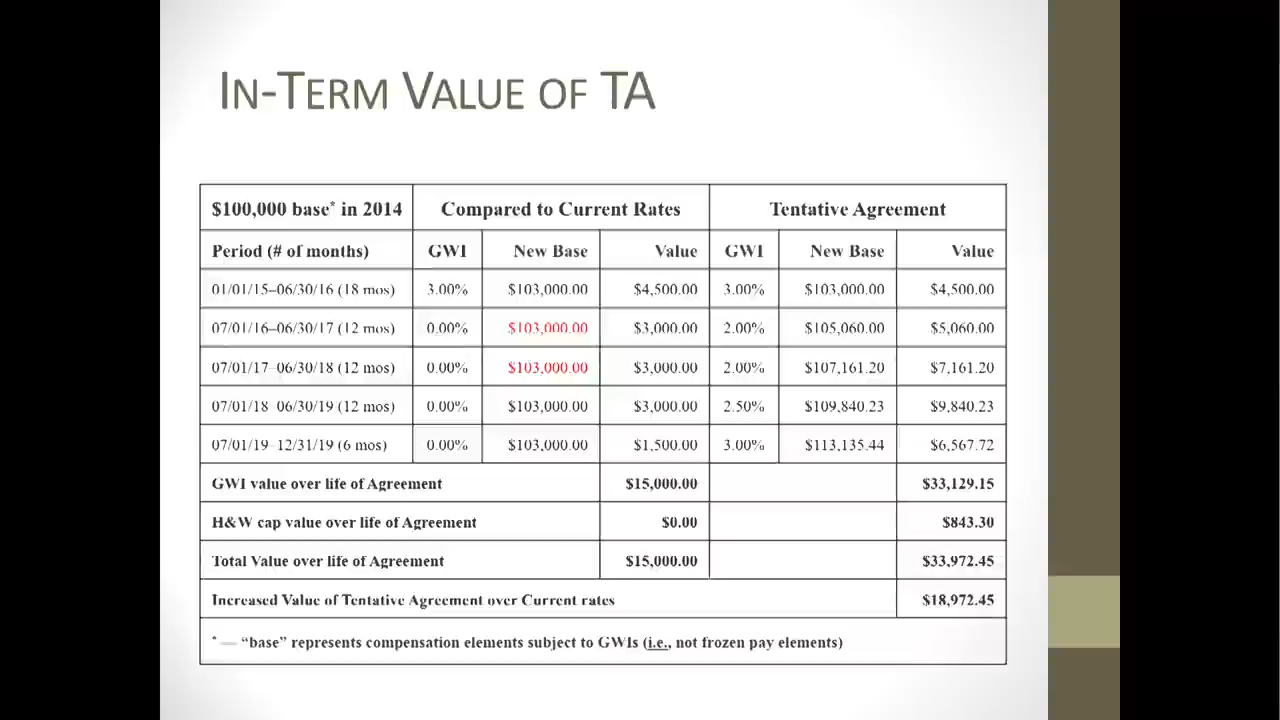 IN-TERM VALUE OF TA
$100,000 base* in 2014 Compared to Current Rates Tentative Agreement
Period (# of months) GWI New Base Value GWI New Base Value
01/01/15–06/30/16 (18 mos) 3.00% $103,000.00 $4,500.00 3.00% $103,000.00 $4,500.00
07/01/16–06/30/17 (12 mos) 0.00% $103,000.00 $3,000.00 2.00% $105,060.00 $5,060.00
07/01/17–06/30/18 (12 mos) 0.00% $103,000.00 $3,000.00 2.00% $107,161.20 $7,161.20
07/01/18–06/30/19 (12 mos) 0.00% $103,000.00 $3,000.00 2.50% $109,840.23 $9,840.23
07/01/19–12/31/19 (6 mos) 0.00% $103,000.00 $1,500.00 3.00% $113,135.44 $6,567.72
GWI value over life of Agreement $15,000.00 $33,129.15
H&W cap value over life of Agreement $0.00 $843.30
Total Value over life of Agreement $15,000.00 $33,972.45
Increased Value of Tentative Agreement over Current rates $18,972.45
* — “base” represents compensation elements subject to GWIs (i.e., not frozen pay elements)